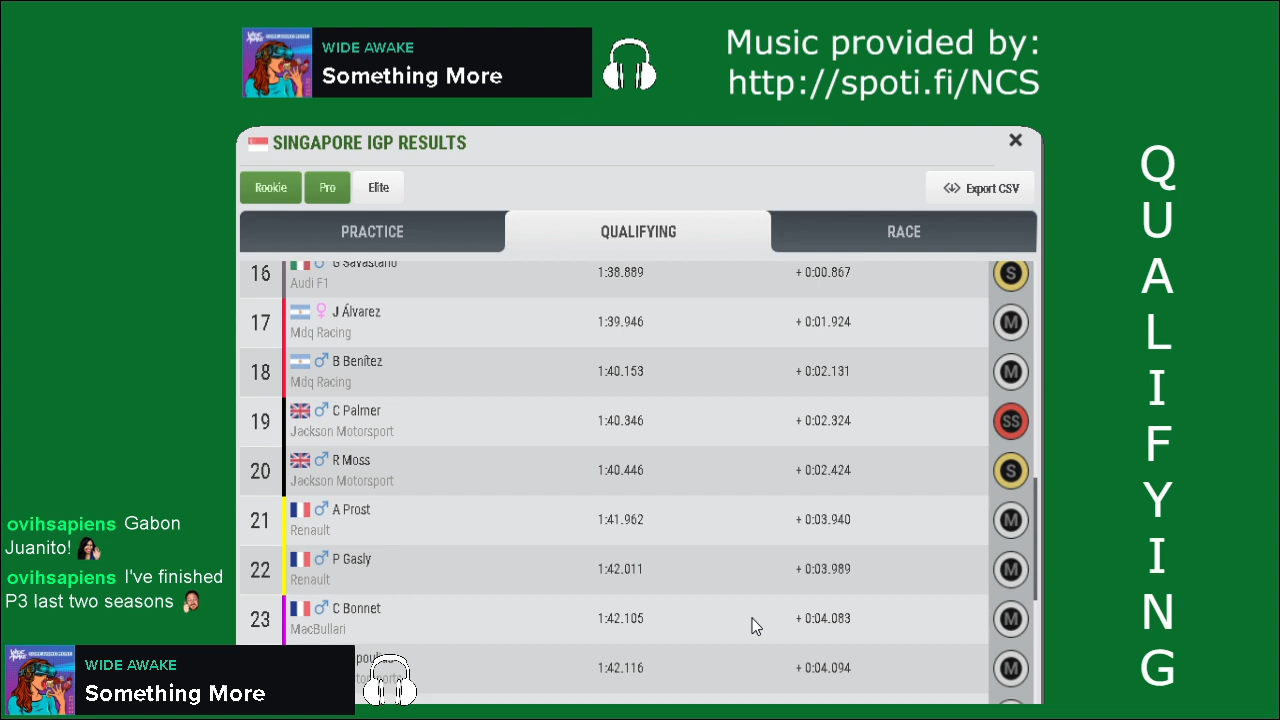 WIDE AWAKE
Something More
Music provided by:
http://spoti.fi/NCS
SINGAPORE IGP RESULTS
Rookie Pro Elite Export CSV
PRACTICE QUALIFYING RACE
16 G Savastano 1:38.889 + 0:00.867 S
Audi F1
17 J Álvarez 1:39.946 + 0:01.924 M
Mdq Racing
18 B Benítez 1:40.153 + 0:02.131 M
Mdq Racing
19 C Palmer 1:40.346 + 0:02.324 SS
Jackson Motorsport
20 R Moss 1:40.446 + 0:02.424 S
Jackson Motorsport
21 A Prost 1:41.962 + 0:03.940 M
Renault
22 P Gasly 1:42.011 + 0:03.989 M
Renault
23 C Bonnet 1:42.105 + 0:04.083 M
MacBullari
1:42.116 + 0:04.094 M
QUALIFYING
ovihsapiens Gabon
Juanito!
ovihsapiens I've finished
P3 last two seasons
WIDE AWAKE
Something More